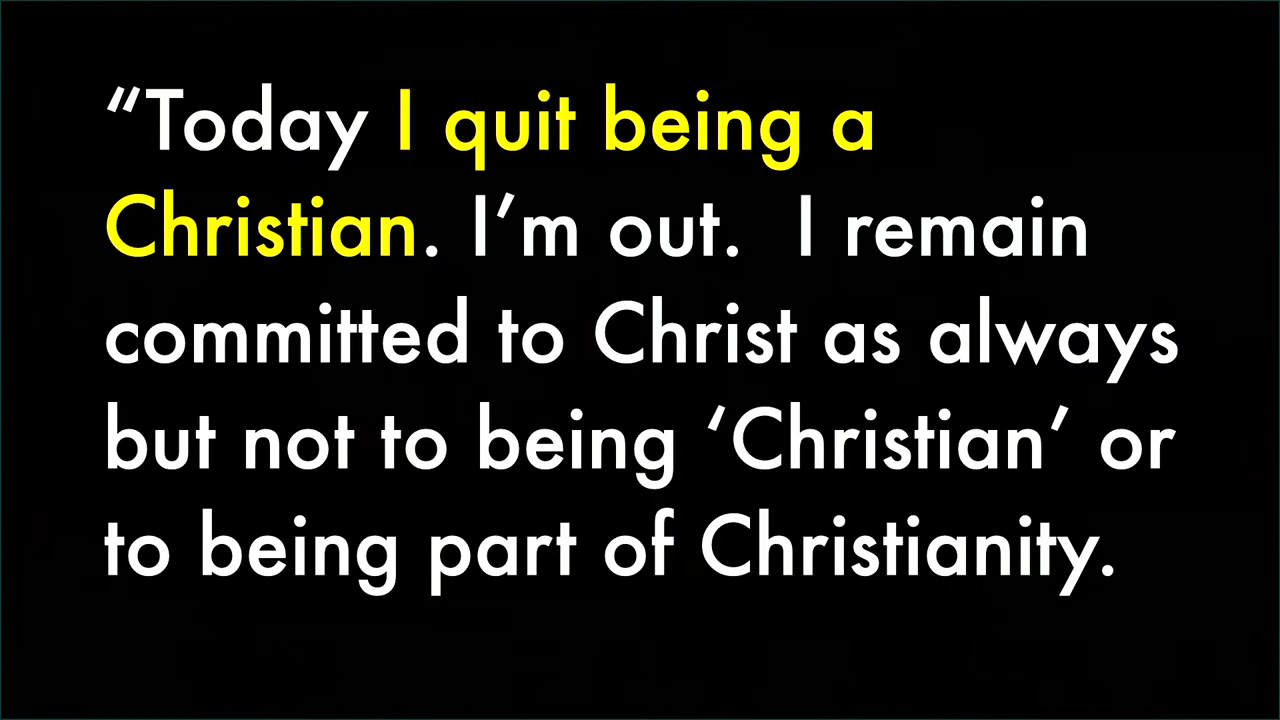 “Today I quit being a
Christian. I’m out.  I remain
committed to Christ as always
but not to being ‘Christian’ or
to being part of Christianity.